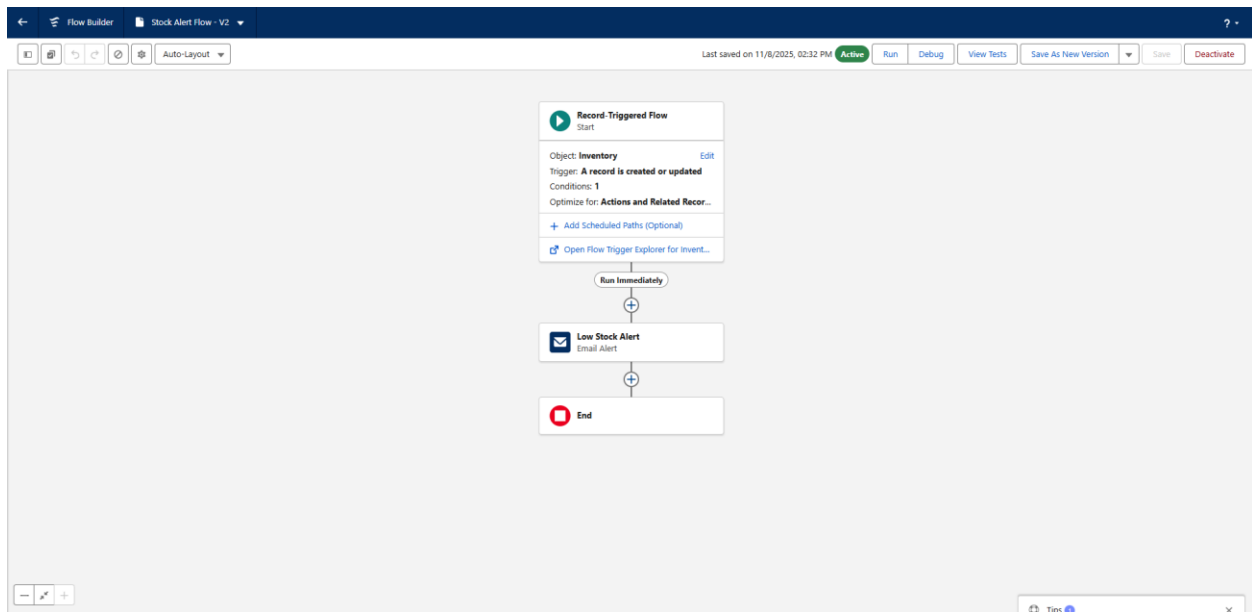 Flow Builder
Stock Alert Flow - V2
?
Auto-Layout
Last saved on 11/8/2025, 02:32 PM
Active
Run
Debug
View Tests
Save As New Version
Save
Deactivate
Record-Triggered Flow
Start
Object: Inventory
Edit
Trigger: A record is created or updated
Conditions: 1
Optimize for: Actions and Related Recor...
+ Add Scheduled Paths (Optional)
Open Flow Trigger Explorer for Invent...
Run Immediately
Low Stock Alert
Email Alert
End
Tips